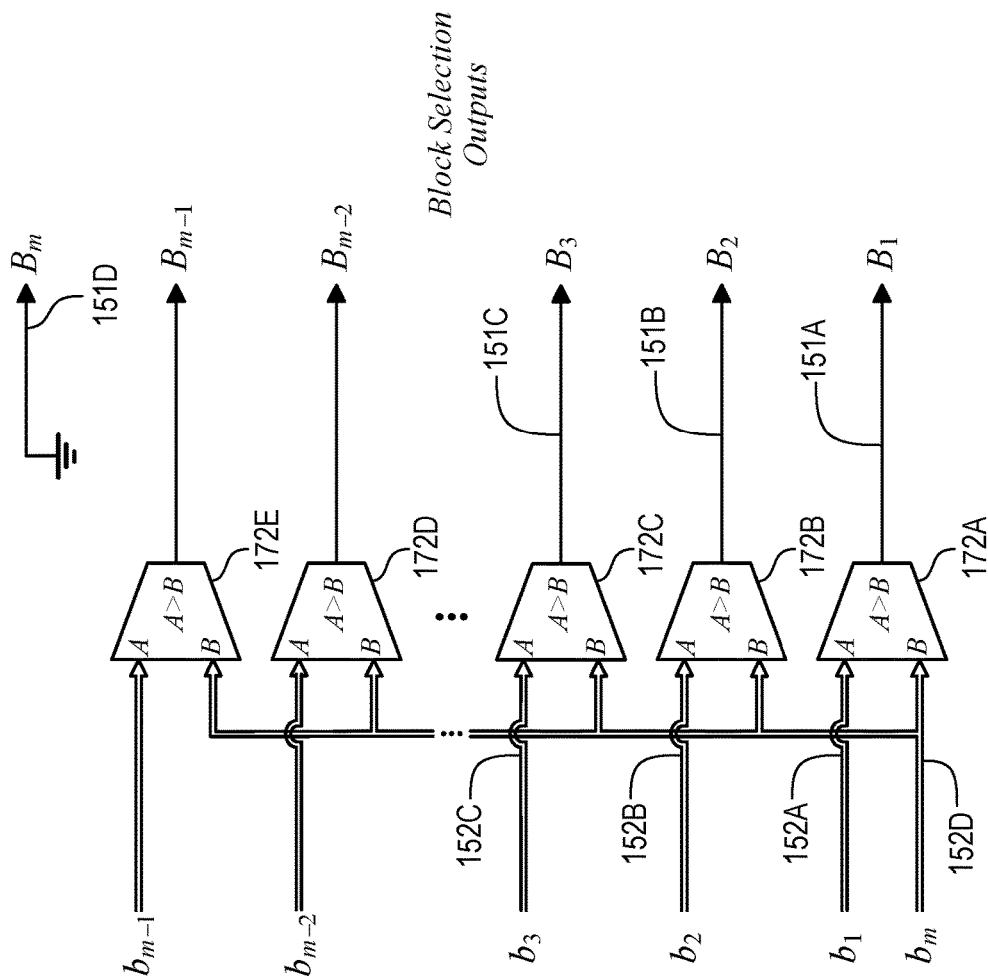 B_m
151D
b_{m-1}
A
B
A>B
172E
B_{m-1}
b_{m-2}
A
B
A>B
172D
B_{m-2}
...
...
b_3
152C
A
B
A>B
172C
151C
B_3
b_2
152B
A
B
A>B
172B
151B
B_2
b_1
152A
A
B
A>B
172A
151A
B_1
b_m
152D
Block Selection
Outputs